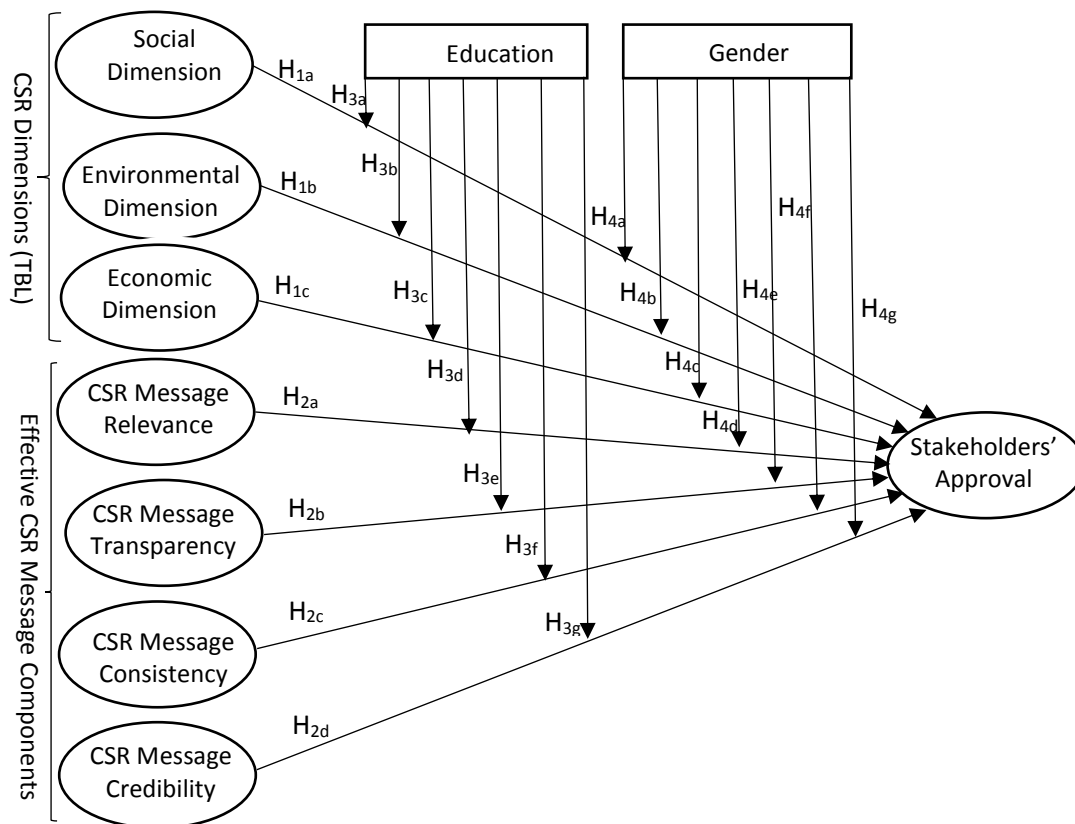 CSR Dimensions (TBL)
Social
Dimension
Environmental
Dimension
Economic
Dimension
Effective CSR Message Components
CSR Message
Relevance
CSR Message
Transparency
CSR Message
Consistency
CSR Message
Credibility
Education
Gender
H1a
H1b
H1c
H2a
H2b
H2c
H2d
H3a
H3b
H3c
H3d
H3e
H3f
H3g
H4a
H4b
H4c
H4d
H4e
H4f
H4g
Stakeholders’
Approval